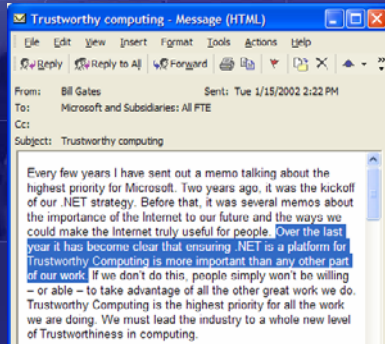 Trustworthy computing - Message (HTML)
File Edit View Insert Format Tools Actions Help
Reply Reply to All Forward
From: Bill Gates Sent: Tue 1/15/2002 2:22 PM
To: Microsoft and Subsidiaries: All FTE
Cc:
Subject: Trustworthy computing
Every few years I have sent out a memo talking about the
highest priority for Microsoft. Two years ago, it was the kickoff
of our .NET strategy. Before that, it was several memos about
the importance of the Internet to our future and the ways we
could make the Internet truly useful for people. Over the last
year it has become clear that ensuring .NET is a platform for
Trustworthy Computing is more important than any other part
of our work. If we don't do this, people simply won't be willing
– or able – to take advantage of all the other great work we do.
Trustworthy Computing is the highest priority for all the work
we are doing. We must lead the industry to a whole new level
of Trustworthiness in computing.